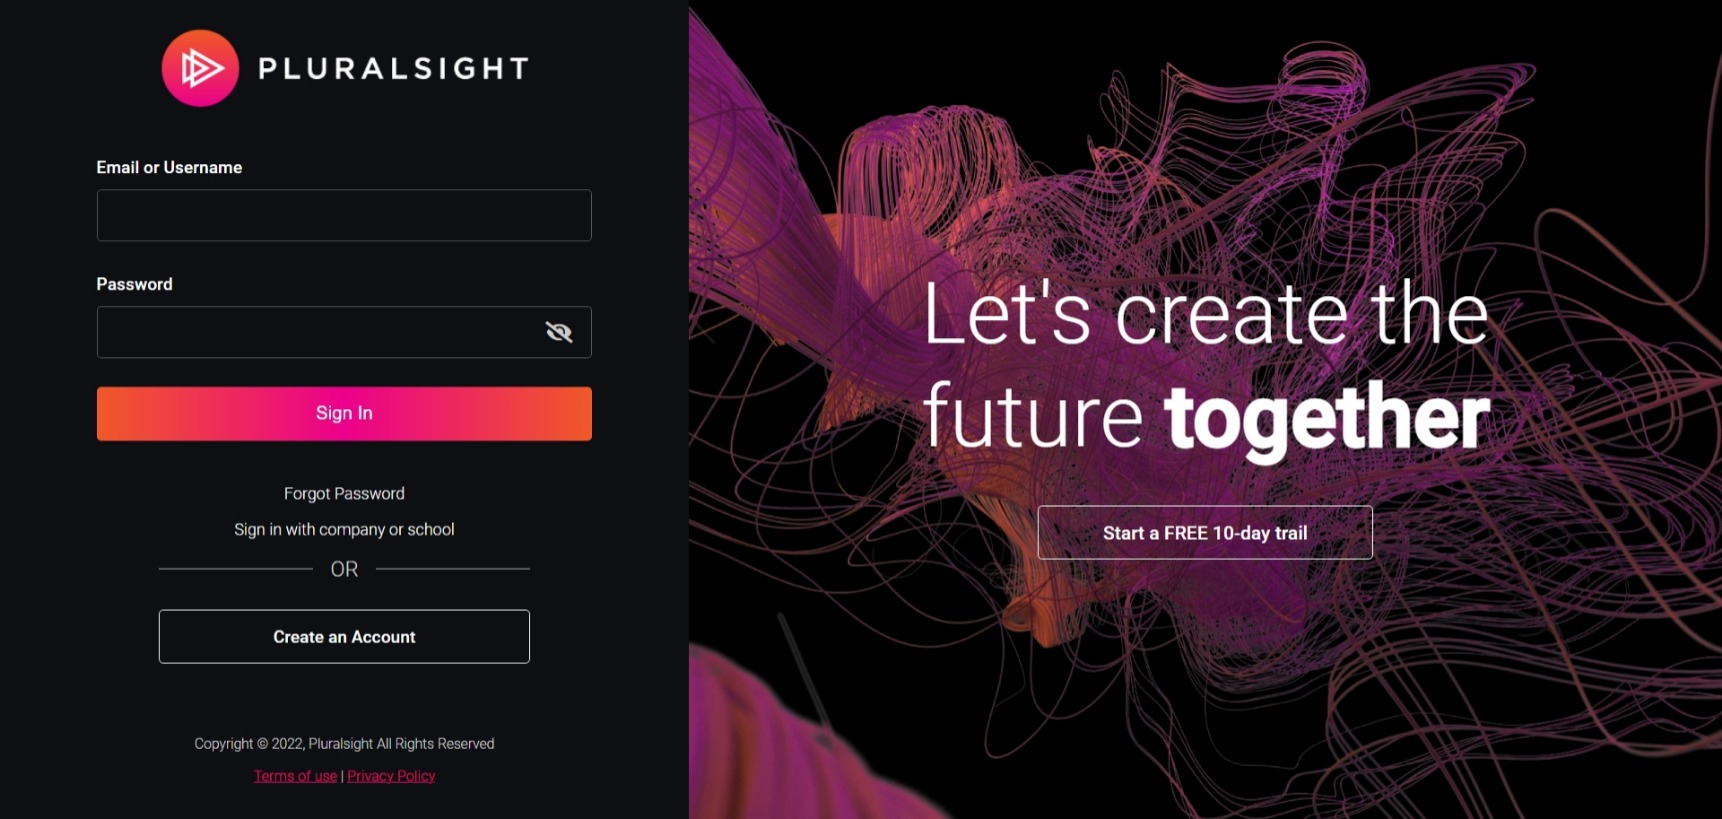 PLURALSIGHT
Email or Username
Password
Sign In
Forgot Password
Sign in with company or school
OR
Create an Account
Copyright © 2022, Pluralsight All Rights Reserved
Terms of use | Privacy Policy
Let's create the
future together
Start a FREE 10-day trail